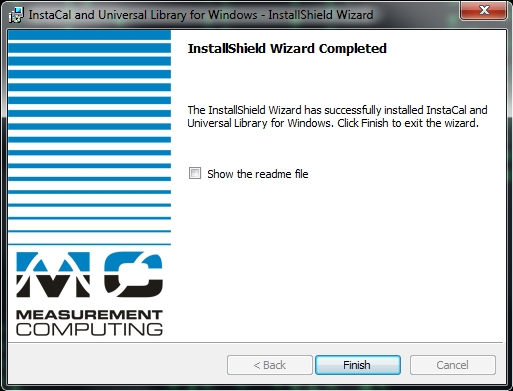 InstaCal and Universal Library for Windows - InstallShield Wizard
InstallShield Wizard Completed
The InstallShield Wizard has successfully installed InstaCal and
Universal Library for Windows. Click Finish to exit the wizard.
Show the readme file
MC
MEASUREMENT
COMPUTING
< Back
Finish
Cancel